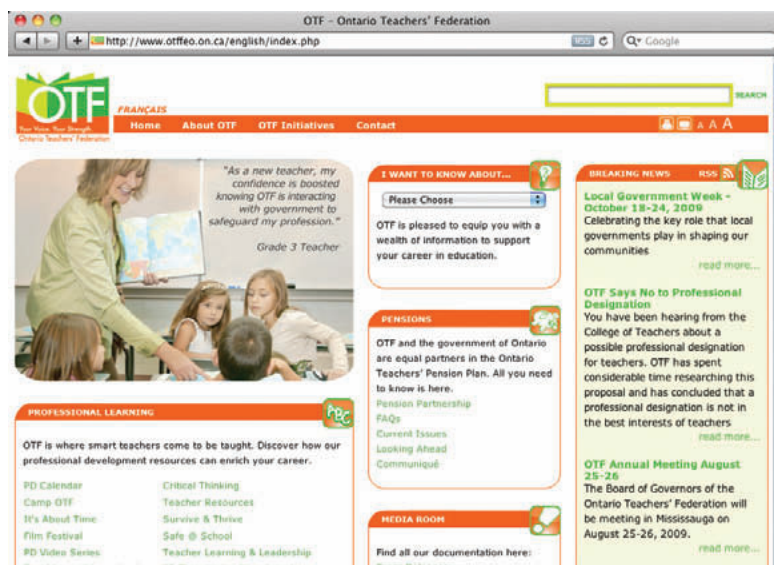 OTF – Ontario Teachers' Federation
http://www.otffeo.on.ca/english/index.php
RSS
Google
OTF
Your Voice. Your Strength.
Ontario Teachers' Federation
FRANÇAIS
SEARCH
Home About OTF OTF Initiatives Contact
A A A
"As a new teacher, my
confidence is boosted
knowing OTF is interacting
with government to
safeguard my profession."
Grade 3 Teacher
PROFESSIONAL LEARNING
ABC
OTF is where smart teachers come to be taught. Discover how our
professional development resources can enrich your career.
PD Calendar Critical Thinking
Camp OTF Teacher Resources
It's About Time Survive & Thrive
Film Festival Safe @ School
PD Video Series Teacher Learning & Leadership
I WANT TO KNOW ABOUT...
?
Please Choose
OTF is pleased to equip you with a
wealth of information to support
your career in education.
PENSIONS
OTF and the government of Ontario
are equal partners in the Ontario
Teachers' Pension Plan. All you need
to know is here.
Pension Partnership
FAQs
Current Issues
Looking Ahead
Communiqué
MEDIA ROOM
!
Find all our documentation here:
BREAKING NEWS RSS
Local Government Week –
October 18-24, 2009
Celebrating the key role that local
governments play in shaping our
communities
read more...
OTF Says No to Professional
Designation
You have been hearing from the
College of Teachers about a
possible professional designation
for teachers. OTF has spent
considerable time researching this
proposal and has concluded that a
professional designation is not in
the best interests of teachers
read more...
OTF Annual Meeting August
25-26
The Board of Governors of the
Ontario Teachers' Federation will
be meeting in Mississauga on
August 25-26, 2009.
read more...